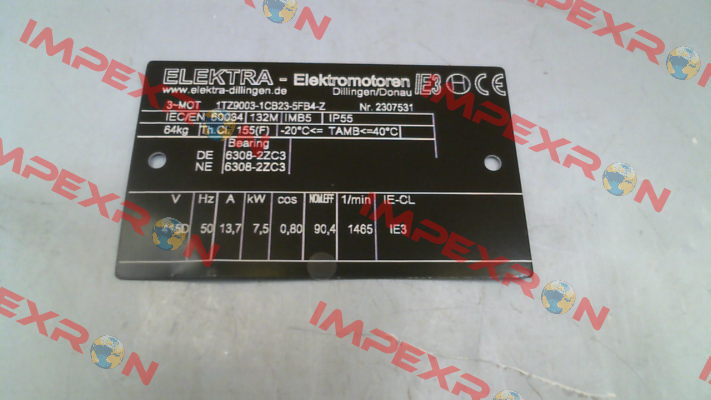 ELEKTRA - Elektromotoren IE3 CE
www.elektra-dillingen.de Dillingen/Donau
3~MOT 1TZ9003-1CB23-5FB4-Z Nr. 2307531
IEC/EN 60034 132M IMB5 IP55
64kg Th.Cl. 155(F) -20°C<= TAMB<=40°C
Bearing
DE 6308-2ZC3
NE 6308-2ZC3
V Hz A kW cos NOM.EFF 1/min IE-CL
50 13,7 7,5 0,80 90,4 1465 IE3
IMPEXRON
IMPEXRON
IMPEXRON
IMPEXRON
IMPEXRON
IMPEXRON